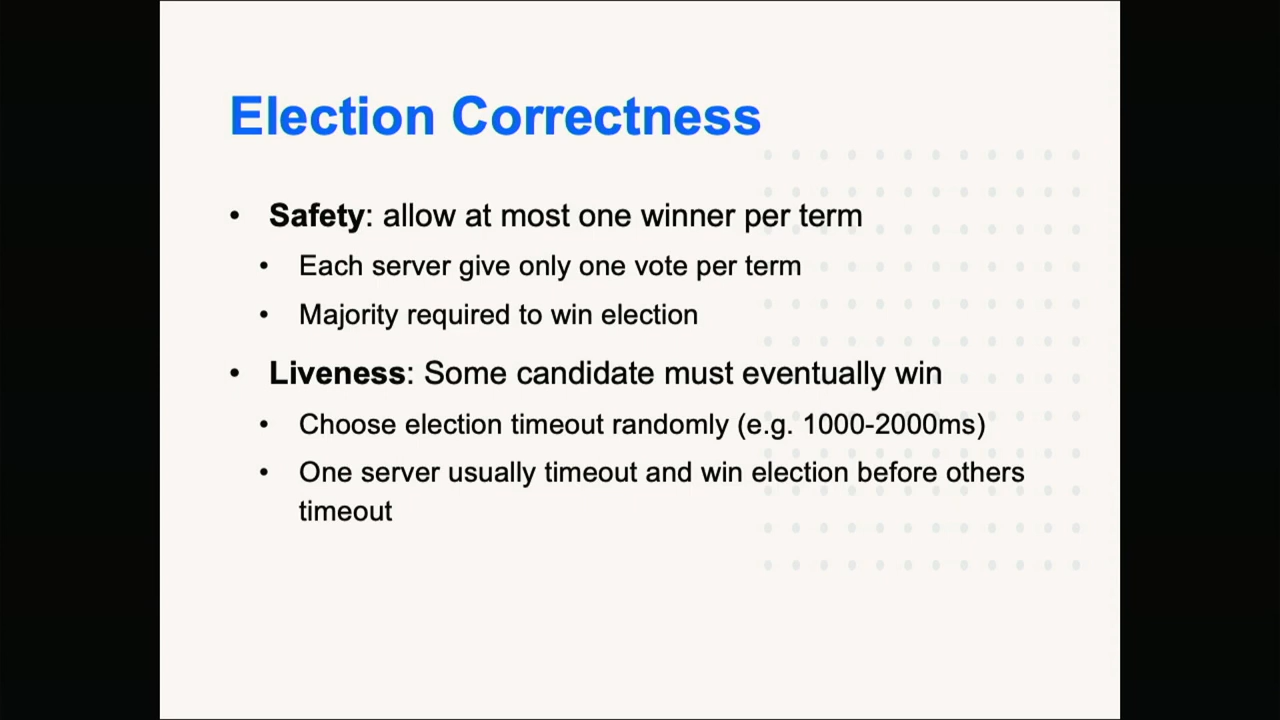 Election Correctness
• Safety: allow at most one winner per term
• Each server give only one vote per term
• Majority required to win election
• Liveness: Some candidate must eventually win
• Choose election timeout randomly (e.g. 1000-2000ms)
• One server usually timeout and win election before others
timeout